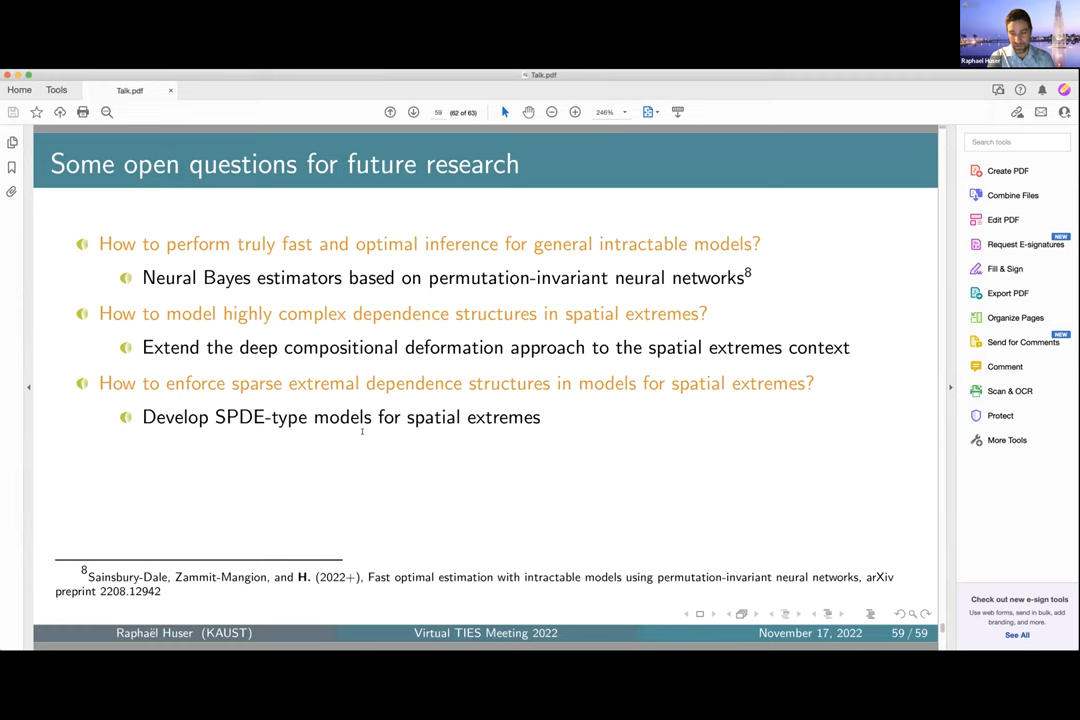 Raphael Huser
Talk.pdf
Home Tools Talk.pdf ×
59 (62 of 63) 246%
Search tools
Create PDF
Combine Files
Edit PDF
NEW
Request E-signatures
Fill & Sign
Export PDF
Organize Pages
NEW
Send for Comments
Comment
Scan & OCR
Protect
More Tools
Check out new e-sign tools
Use web forms, send in bulk, add
branding, and more.
See All
Some open questions for future research
How to perform truly fast and optimal inference for general intractable models?
Neural Bayes estimators based on permutation-invariant neural networks8
How to model highly complex dependence structures in spatial extremes?
Extend the deep compositional deformation approach to the spatial extremes context
How to enforce sparse extremal dependence structures in models for spatial extremes?
Develop SPDE-type models for spatial extremes
8Sainsbury-Dale, Zammit-Mangion, and H. (2022+), Fast optimal estimation with intractable models using permutation-invariant neural networks, arXiv
preprint 2208.12942
Raphaël Huser (KAUST) Virtual TIES Meeting 2022 November 17, 2022 59 / 59